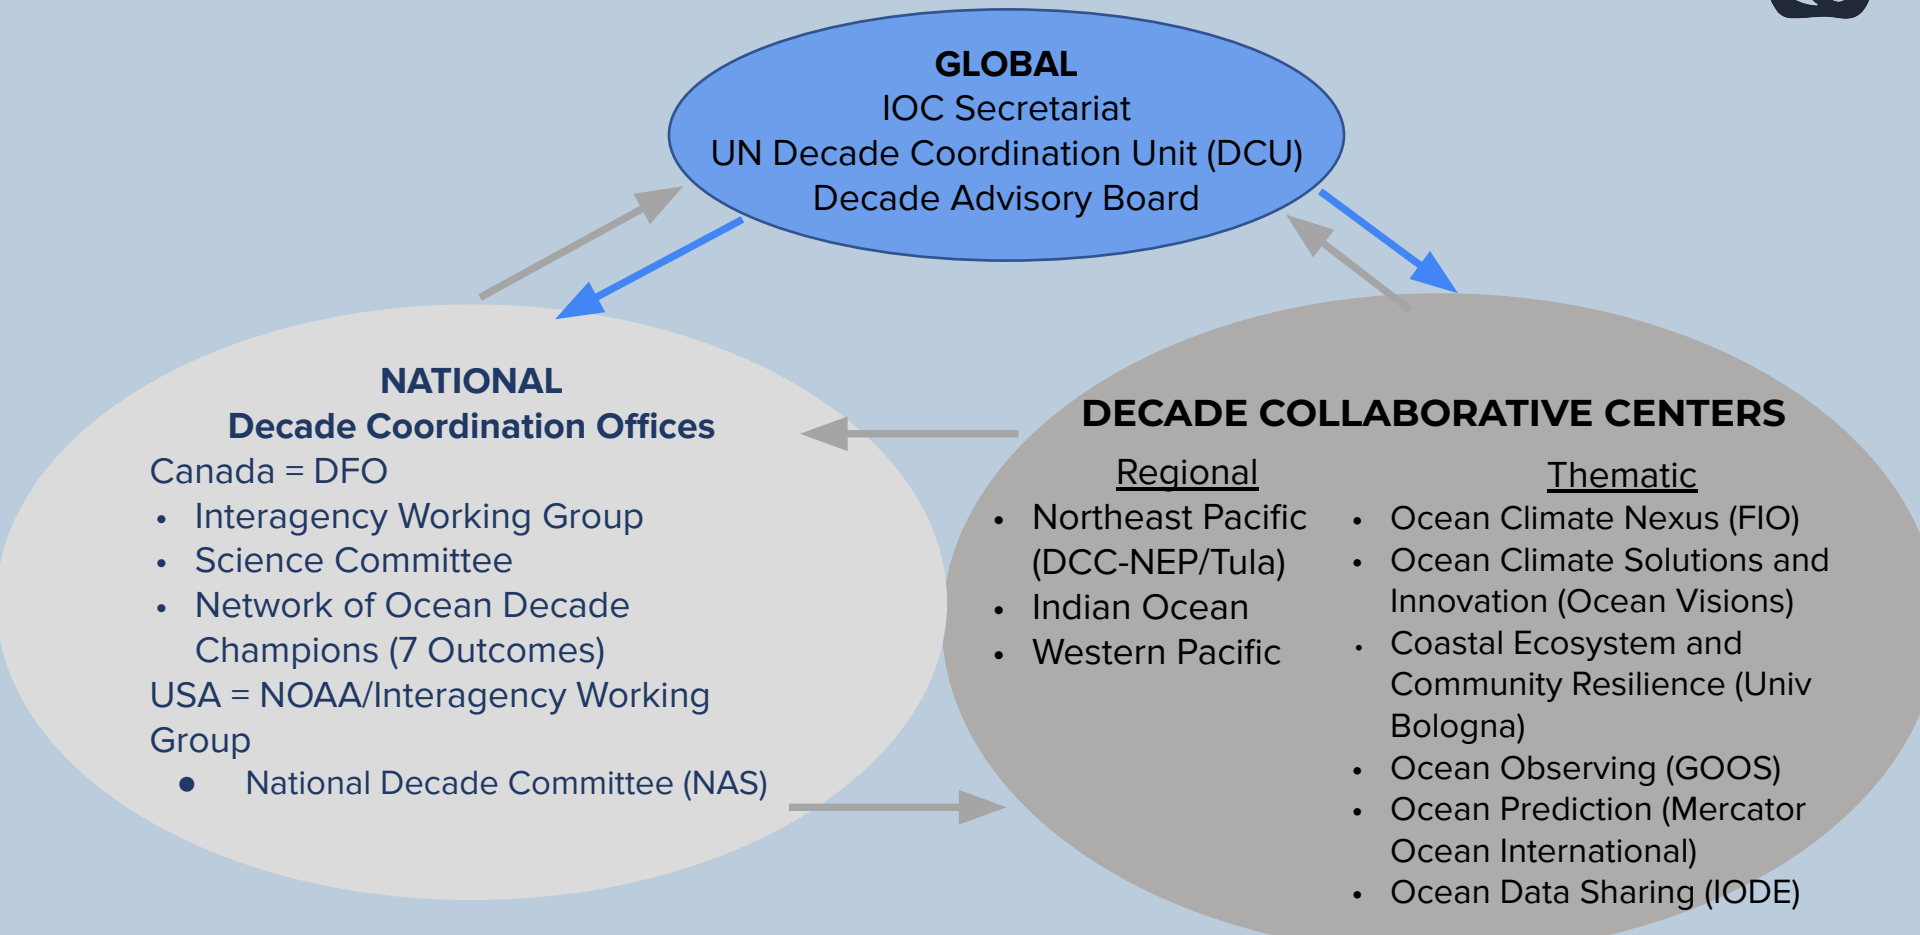 GLOBAL
IOC Secretariat
UN Decade Coordination Unit (DCU)
Decade Advisory Board
NATIONAL
Decade Coordination Offices
Canada = DFO
• Interagency Working Group
• Science Committee
• Network of Ocean Decade
Champions (7 Outcomes)
USA = NOAA/Interagency Working
Group
● National Decade Committee (NAS)
DECADE COLLABORATIVE CENTERS
Regional
• Northeast Pacific
(DCC-NEP/Tula)
• Indian Ocean
• Western Pacific
Thematic
• Ocean Climate Nexus (FIO)
• Ocean Climate Solutions and
Innovation (Ocean Visions)
• Coastal Ecosystem and
Community Resilience (Univ
Bologna)
• Ocean Observing (GOOS)
• Ocean Prediction (Mercator
Ocean International)
• Ocean Data Sharing (IODE)